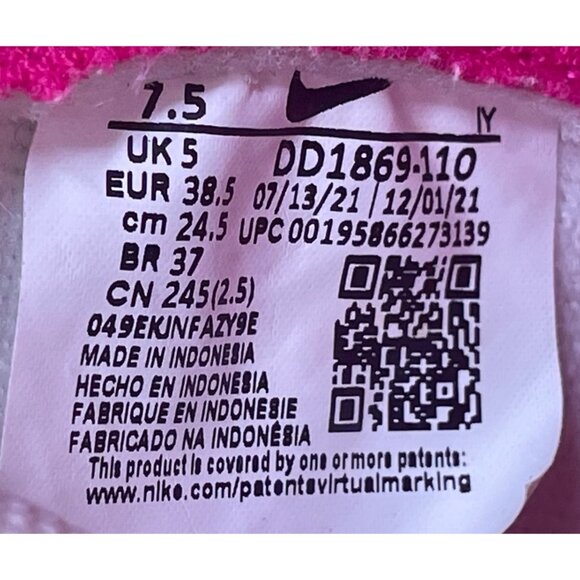 7.5
IY
UK 5 DD1869-110
EUR 38.5 07/13/21 | 12/01/21
cm 24.5 UPC 00195866273139
BR 37
CN 245(2.5)
049EKJNFAZY9E
MADE IN INDONESIA
HECHO EN INDONESIA
FABRIQUE EN INDONESIE
FABRICADO NA INDONÉSIA
This product is covered by one or more patents:
www.nike.com/patentsvirtualmarking